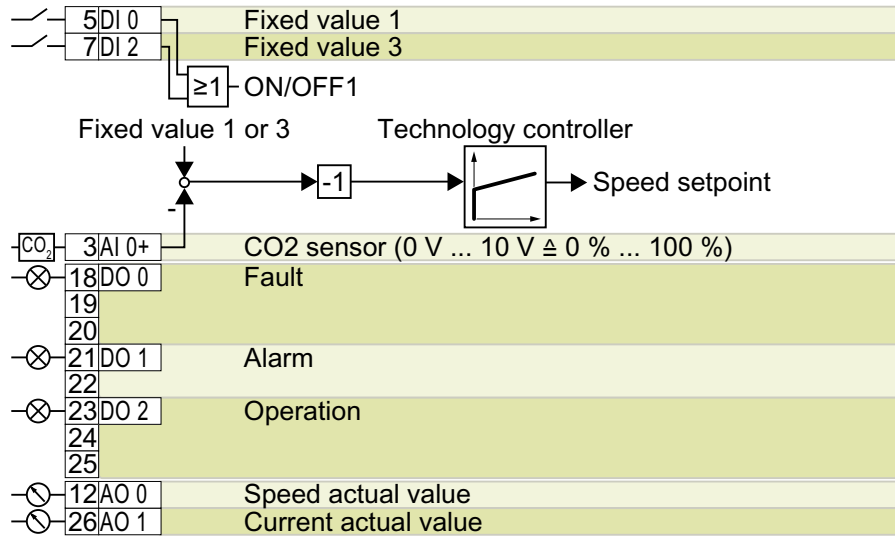 5 DI 0 Fixed value 1
7 DI 2 Fixed value 3
≥1 ON/OFF1
Fixed value 1 or 3 Technology controller
-1 Speed setpoint
-
CO₂ 3 AI 0+ CO2 sensor (0 V ... 10 V ≙ 0 % ... 100 %)
18 DO 0 Fault
19
20
21 DO 1 Alarm
22
23 DO 2 Operation
24
25
12 AO 0 Speed actual value
26 AO 1 Current actual value